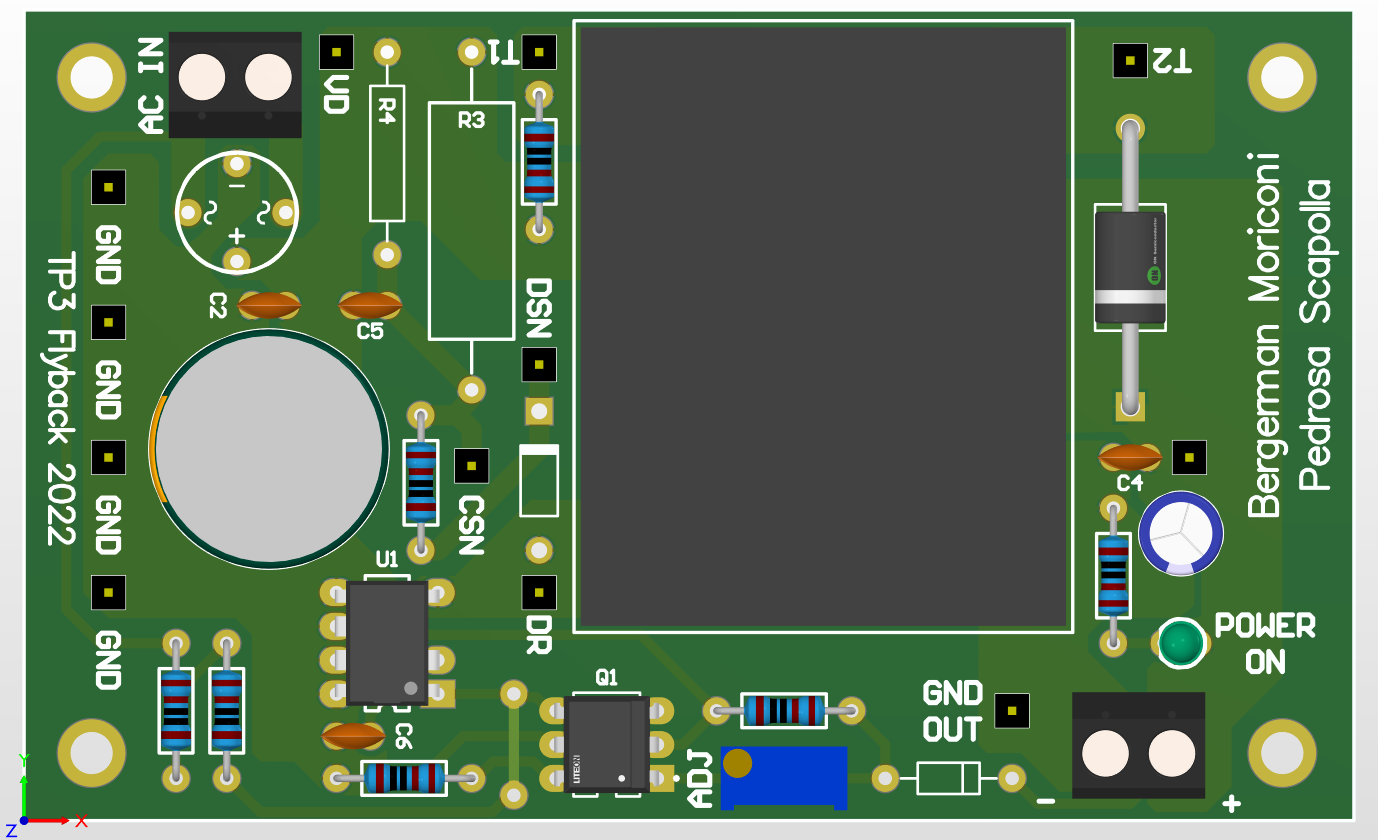 AC IN
VD
R4
R3
T1
T2
GND
C2
C5
DSN
GND
TP3 Flyback 2022
Bergerman Moriconi
Pedrosa Scapolla
C4
GND
CSN
U1
DR
GND
POWER
ON
Q1
GND
OUT
C6
LITEON
ADJ
-
+
Y
X
Z